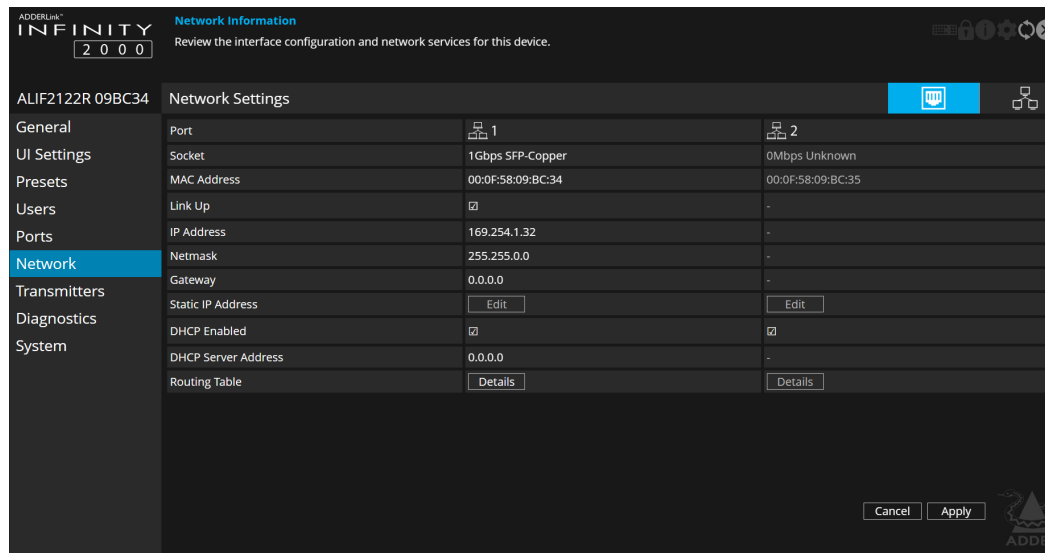 ADDERLink™
INFINITY
2000
Network Information
Review the interface configuration and network services for this device.
ALIF2122R 09BC34
Network Settings
General
UI Settings
Presets
Users
Ports
Network
Transmitters
Diagnostics
System
Port 1 2
Socket 1Gbps SFP-Copper 0Mbps Unknown
MAC Address 00:0F:58:09:BC:34 00:0F:58:09:BC:35
Link Up ☑ -
IP Address 169.254.1.32 -
Netmask 255.255.0.0 -
Gateway 0.0.0.0 -
Static IP Address Edit Edit
DHCP Enabled ☑ ☑
DHCP Server Address 0.0.0.0 -
Routing Table Details Details
Cancel Apply
ADDE